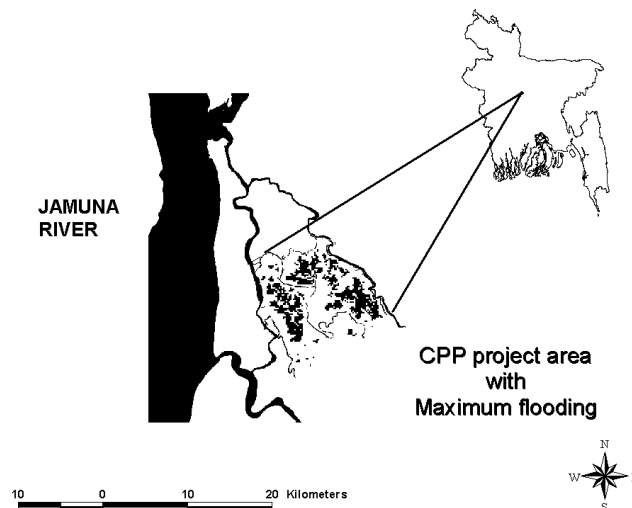 JAMUNA
RIVER
CPP project area
with
Maximum flooding
N
W
S
10 0 10 20 Kilometers